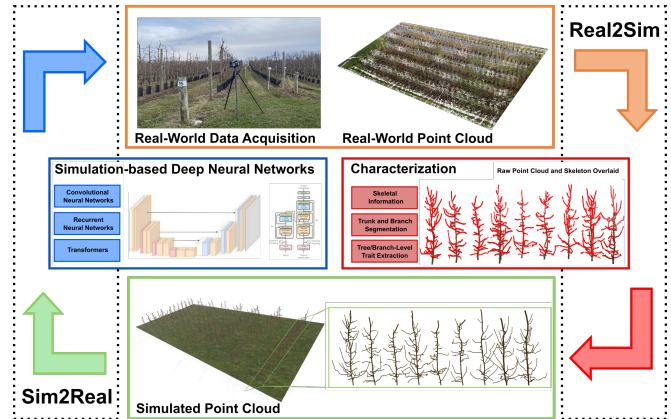 Real2Sim
Real-World Data Acquisition
Real-World Point Cloud
Simulation-based Deep Neural Networks
Convolutional
Neural Networks
Recurrent
Neural Networks
Transformers
Characterization
Raw Point Cloud and Skeleton Overlaid
Skeletal
Information
Trunk and Branch
Segmentation
Tree/Branch-Level
Trait Extraction
Sim2Real
Simulated Point Cloud